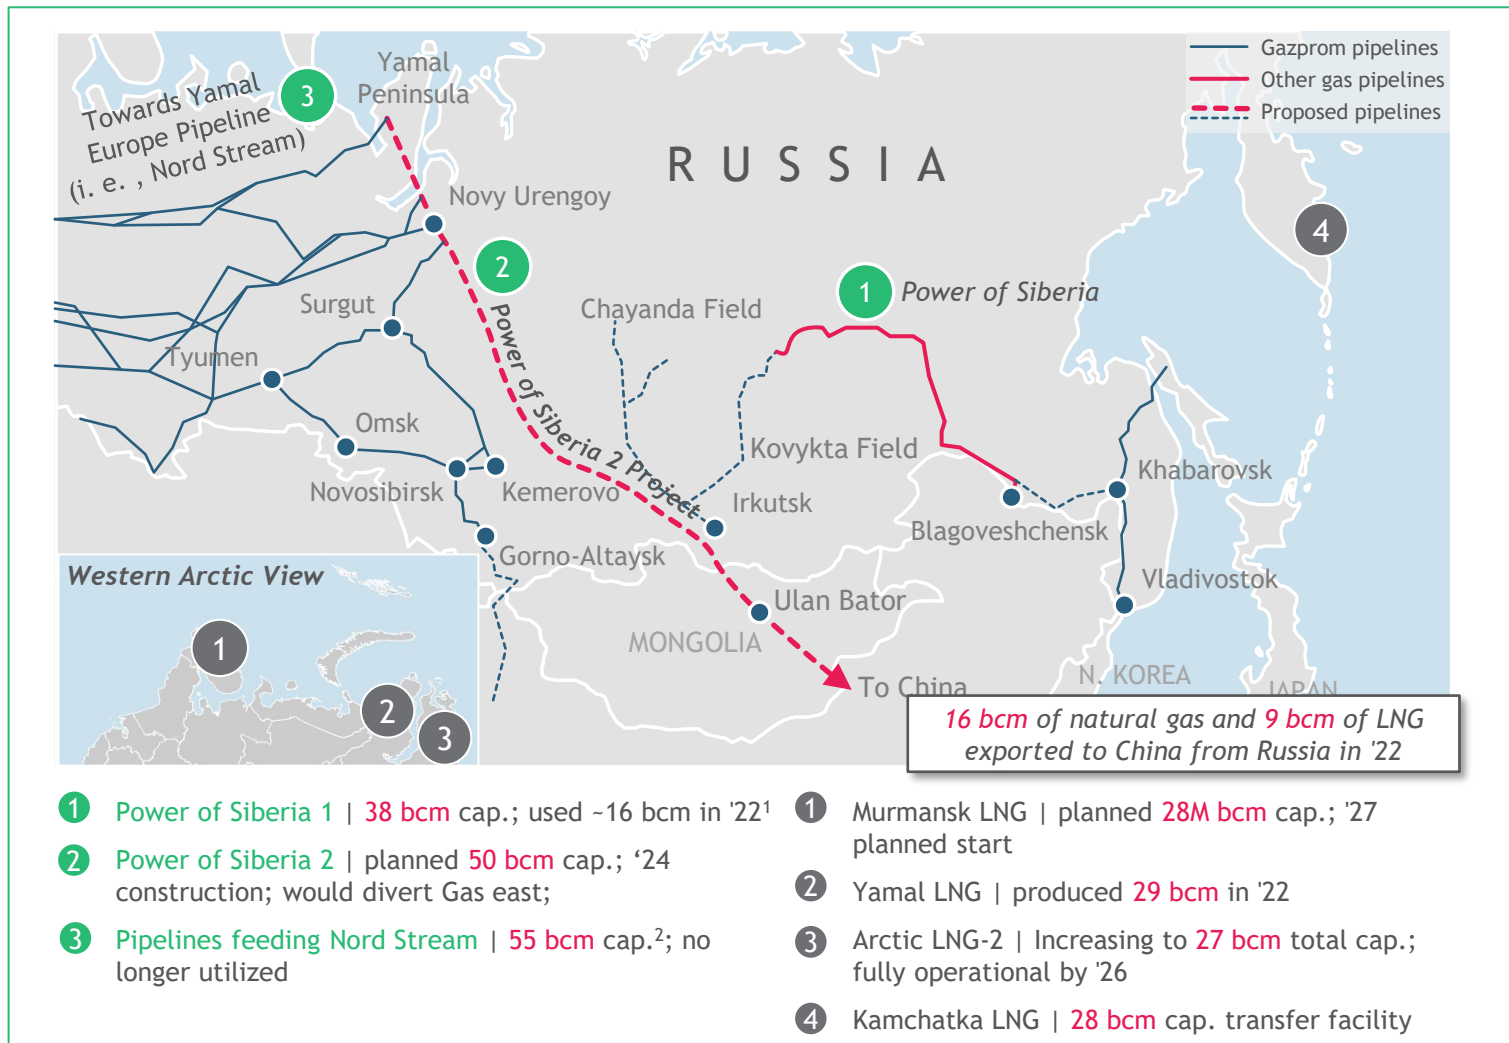 Gazprom pipelines
Other gas pipelines
Proposed pipelines
Yamal
Peninsula
3
Towards Yamal
Europe Pipeline
(i. e. , Nord Stream)
RUSSIA
Novy Urengoy
4
2
1
Power of Siberia
Surgut
Chayanda Field
Power of Siberia 2 Project
Tyumen
Omsk
Kovykta Field
Khabarovsk
Novosibirsk
Kemerovo
Irkutsk
Blagoveshchensk
Gorno-Altaysk
Western Arctic View
Vladivostok
Ulan Bator
1
MONGOLIA
N. KOREA
To China
JAPAN
2
3
16 bcm of natural gas and 9 bcm of LNG
exported to China from Russia in '22
1 Power of Siberia 1 | 38 bcm cap.; used ~16 bcm in '22¹
2 Power of Siberia 2 | planned 50 bcm cap.; ‘24
construction; would divert Gas east;
3 Pipelines feeding Nord Stream | 55 bcm cap.²; no
longer utilized
1 Murmansk LNG | planned 28M bcm cap.; '27
planned start
2 Yamal LNG | produced 29 bcm in '22
3 Arctic LNG-2 | Increasing to 27 bcm total cap.;
fully operational by '26
4 Kamchatka LNG | 28 bcm cap. transfer facility